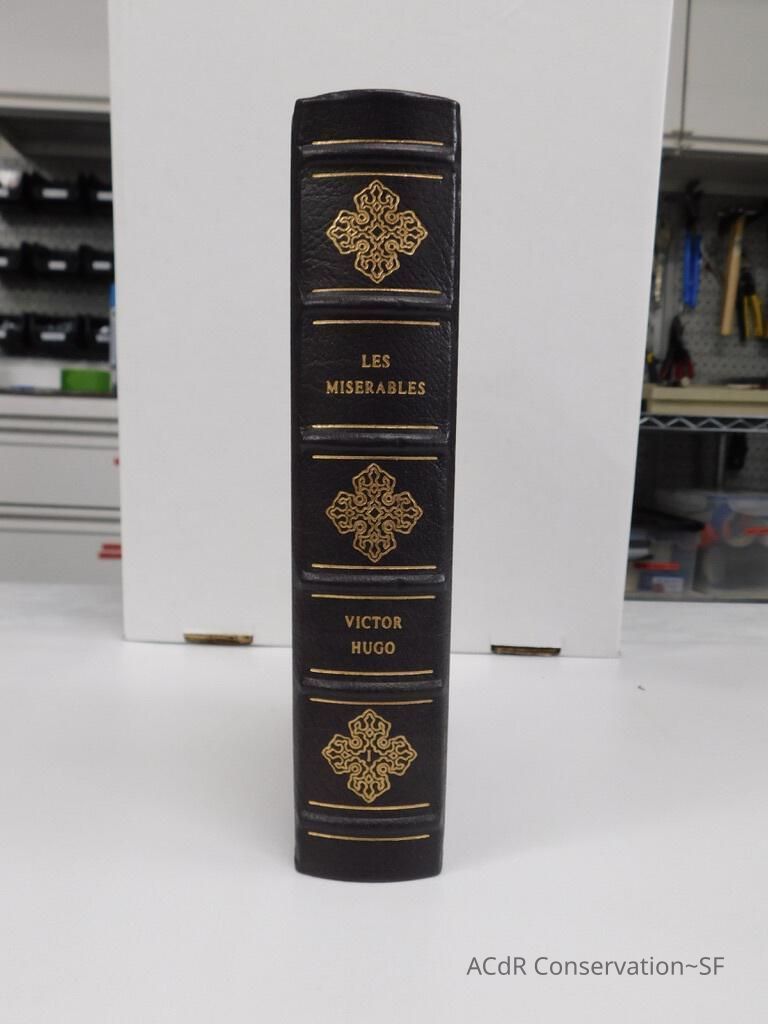 LES
MISERABLES
VICTOR
HUGO
I
ACdR Conservation~SF